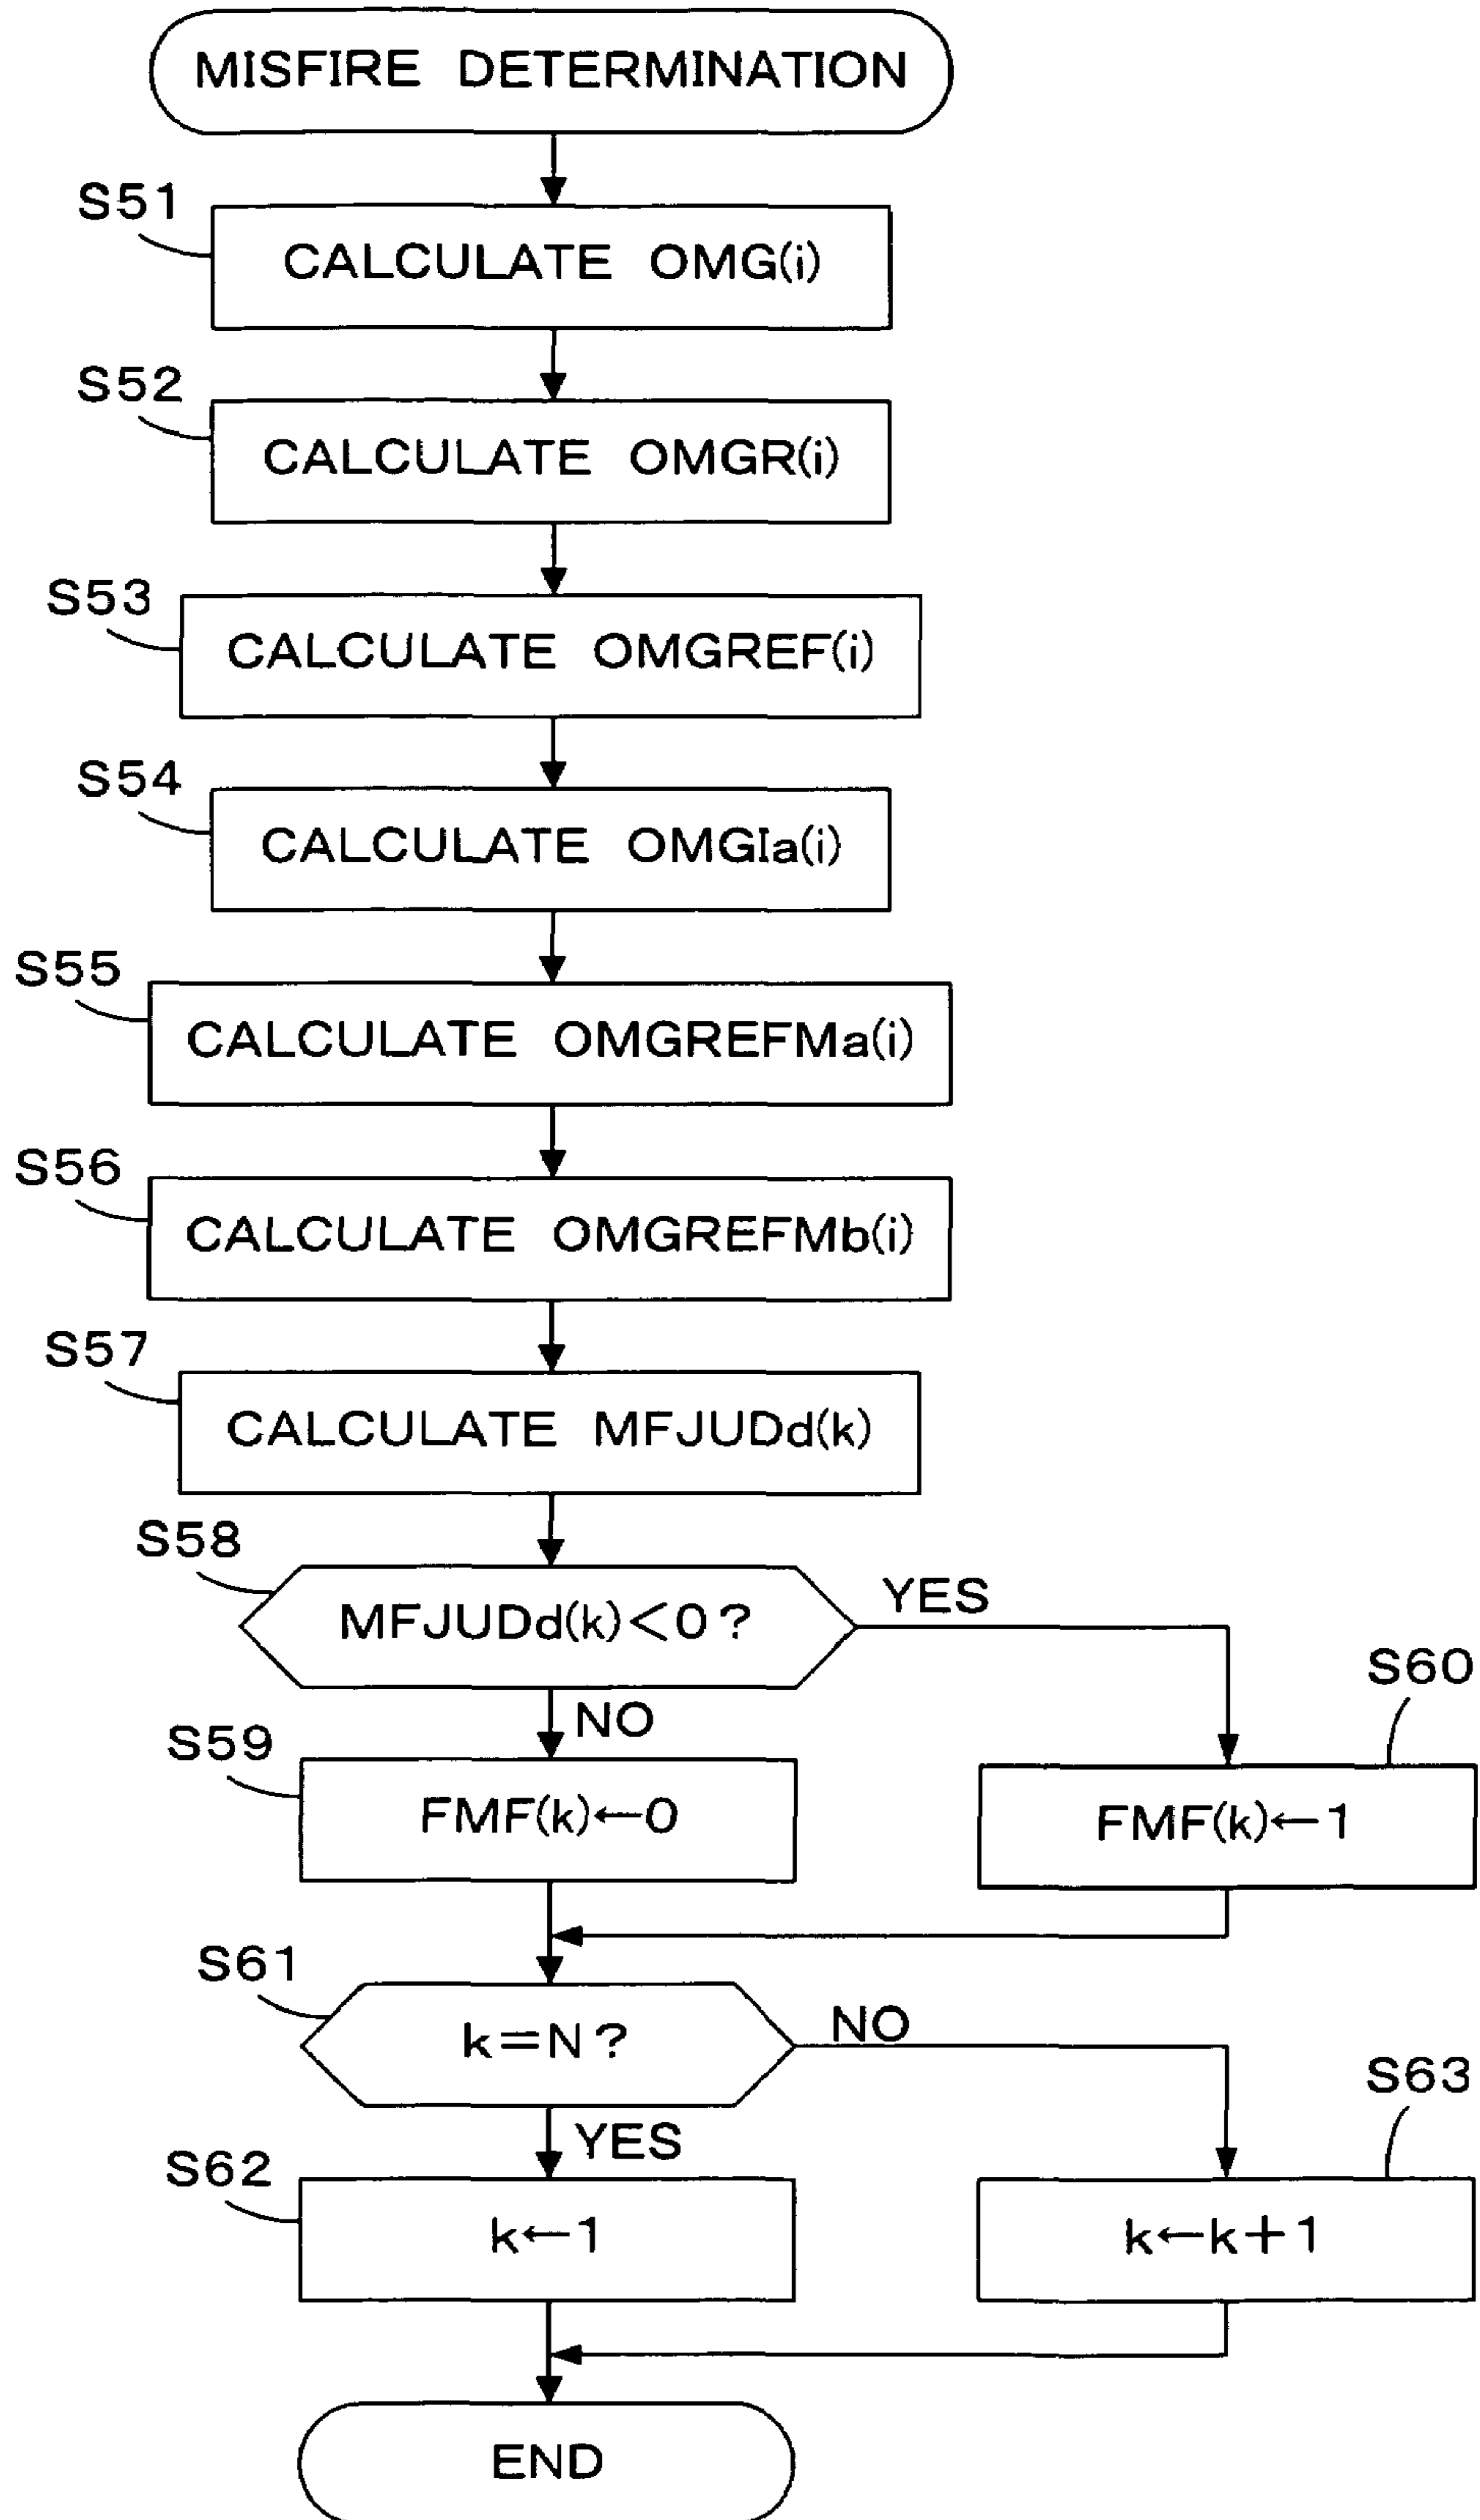 MISFIRE DETERMINATION
S51
CALCULATE OMG(i)
S52
CALCULATE OMGR(i)
S53
CALCULATE OMGREF(i)
S54
CALCULATE OMGIa(i)
S55
CALCULATE OMGREFMa(i)
S56
CALCULATE OMGREFMb(i)
S57
CALCULATE MFJUDd(k)
S58
MFJUDd(k)<0?
YES
NO
S59
FMF(k)←0
S60
FMF(k)←1
S61
k=N?
NO
YES
S62
k←1
S63
k←k+1
END